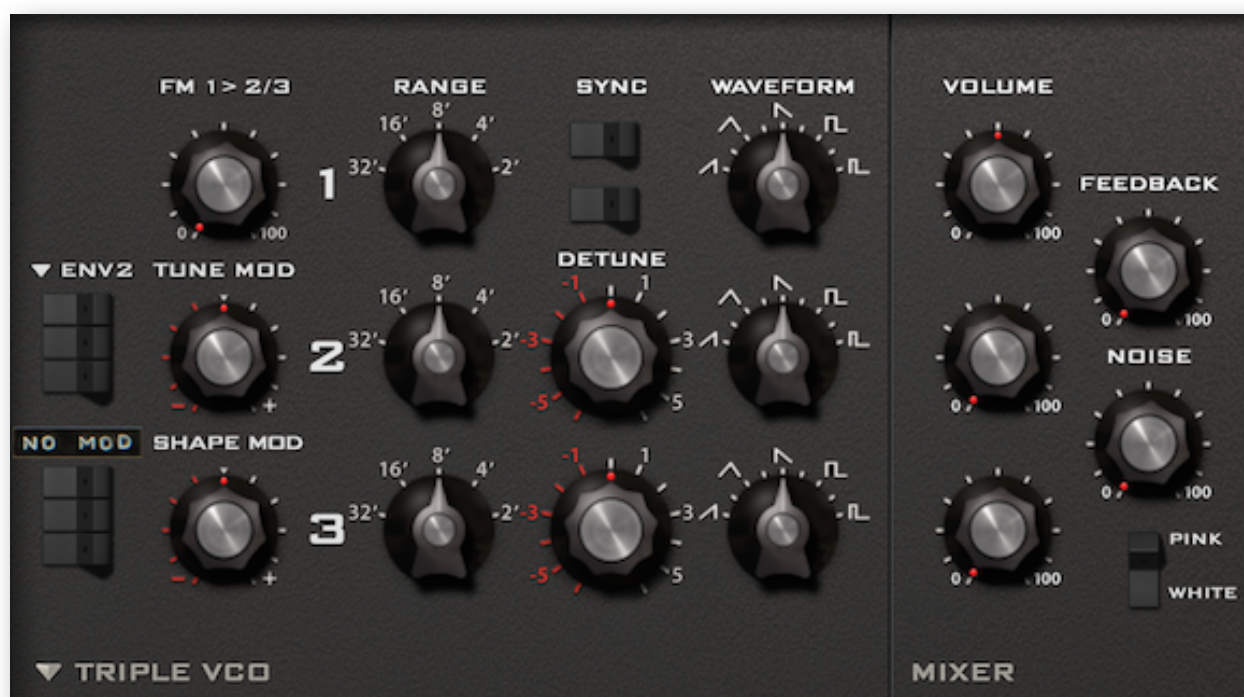 FM 1> 2/3 RANGE SYNC WAVEFORM VOLUME
8'
16' 4'
32' 2'
1
0 100
0 100
FEEDBACK
0 100
ENV2 TUNE MOD
DETUNE
8'
16' 4'
32' 2'
-1 1
-3 3
-5 5
2
- +
0 100
NOISE
0 100
NO MOD SHAPE MOD
8'
16' 4'
32' 2'
-1 1
-3 3
-5 5
3
- +
0 100
PINK
WHITE
TRIPLE VCO MIXER